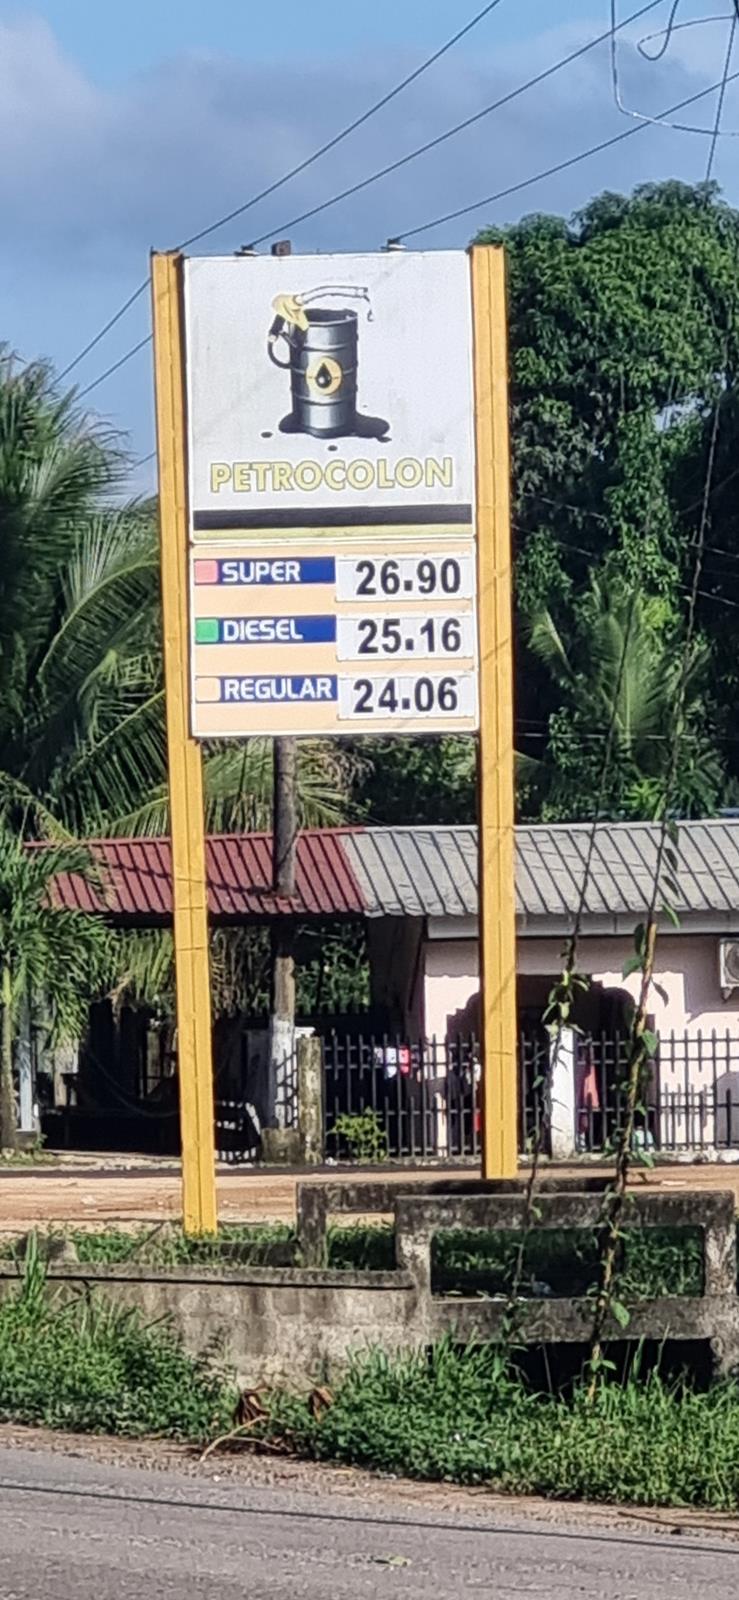 PETROCOLON
SUPER 26.90
DIESEL 25.16
REGULAR 24.06